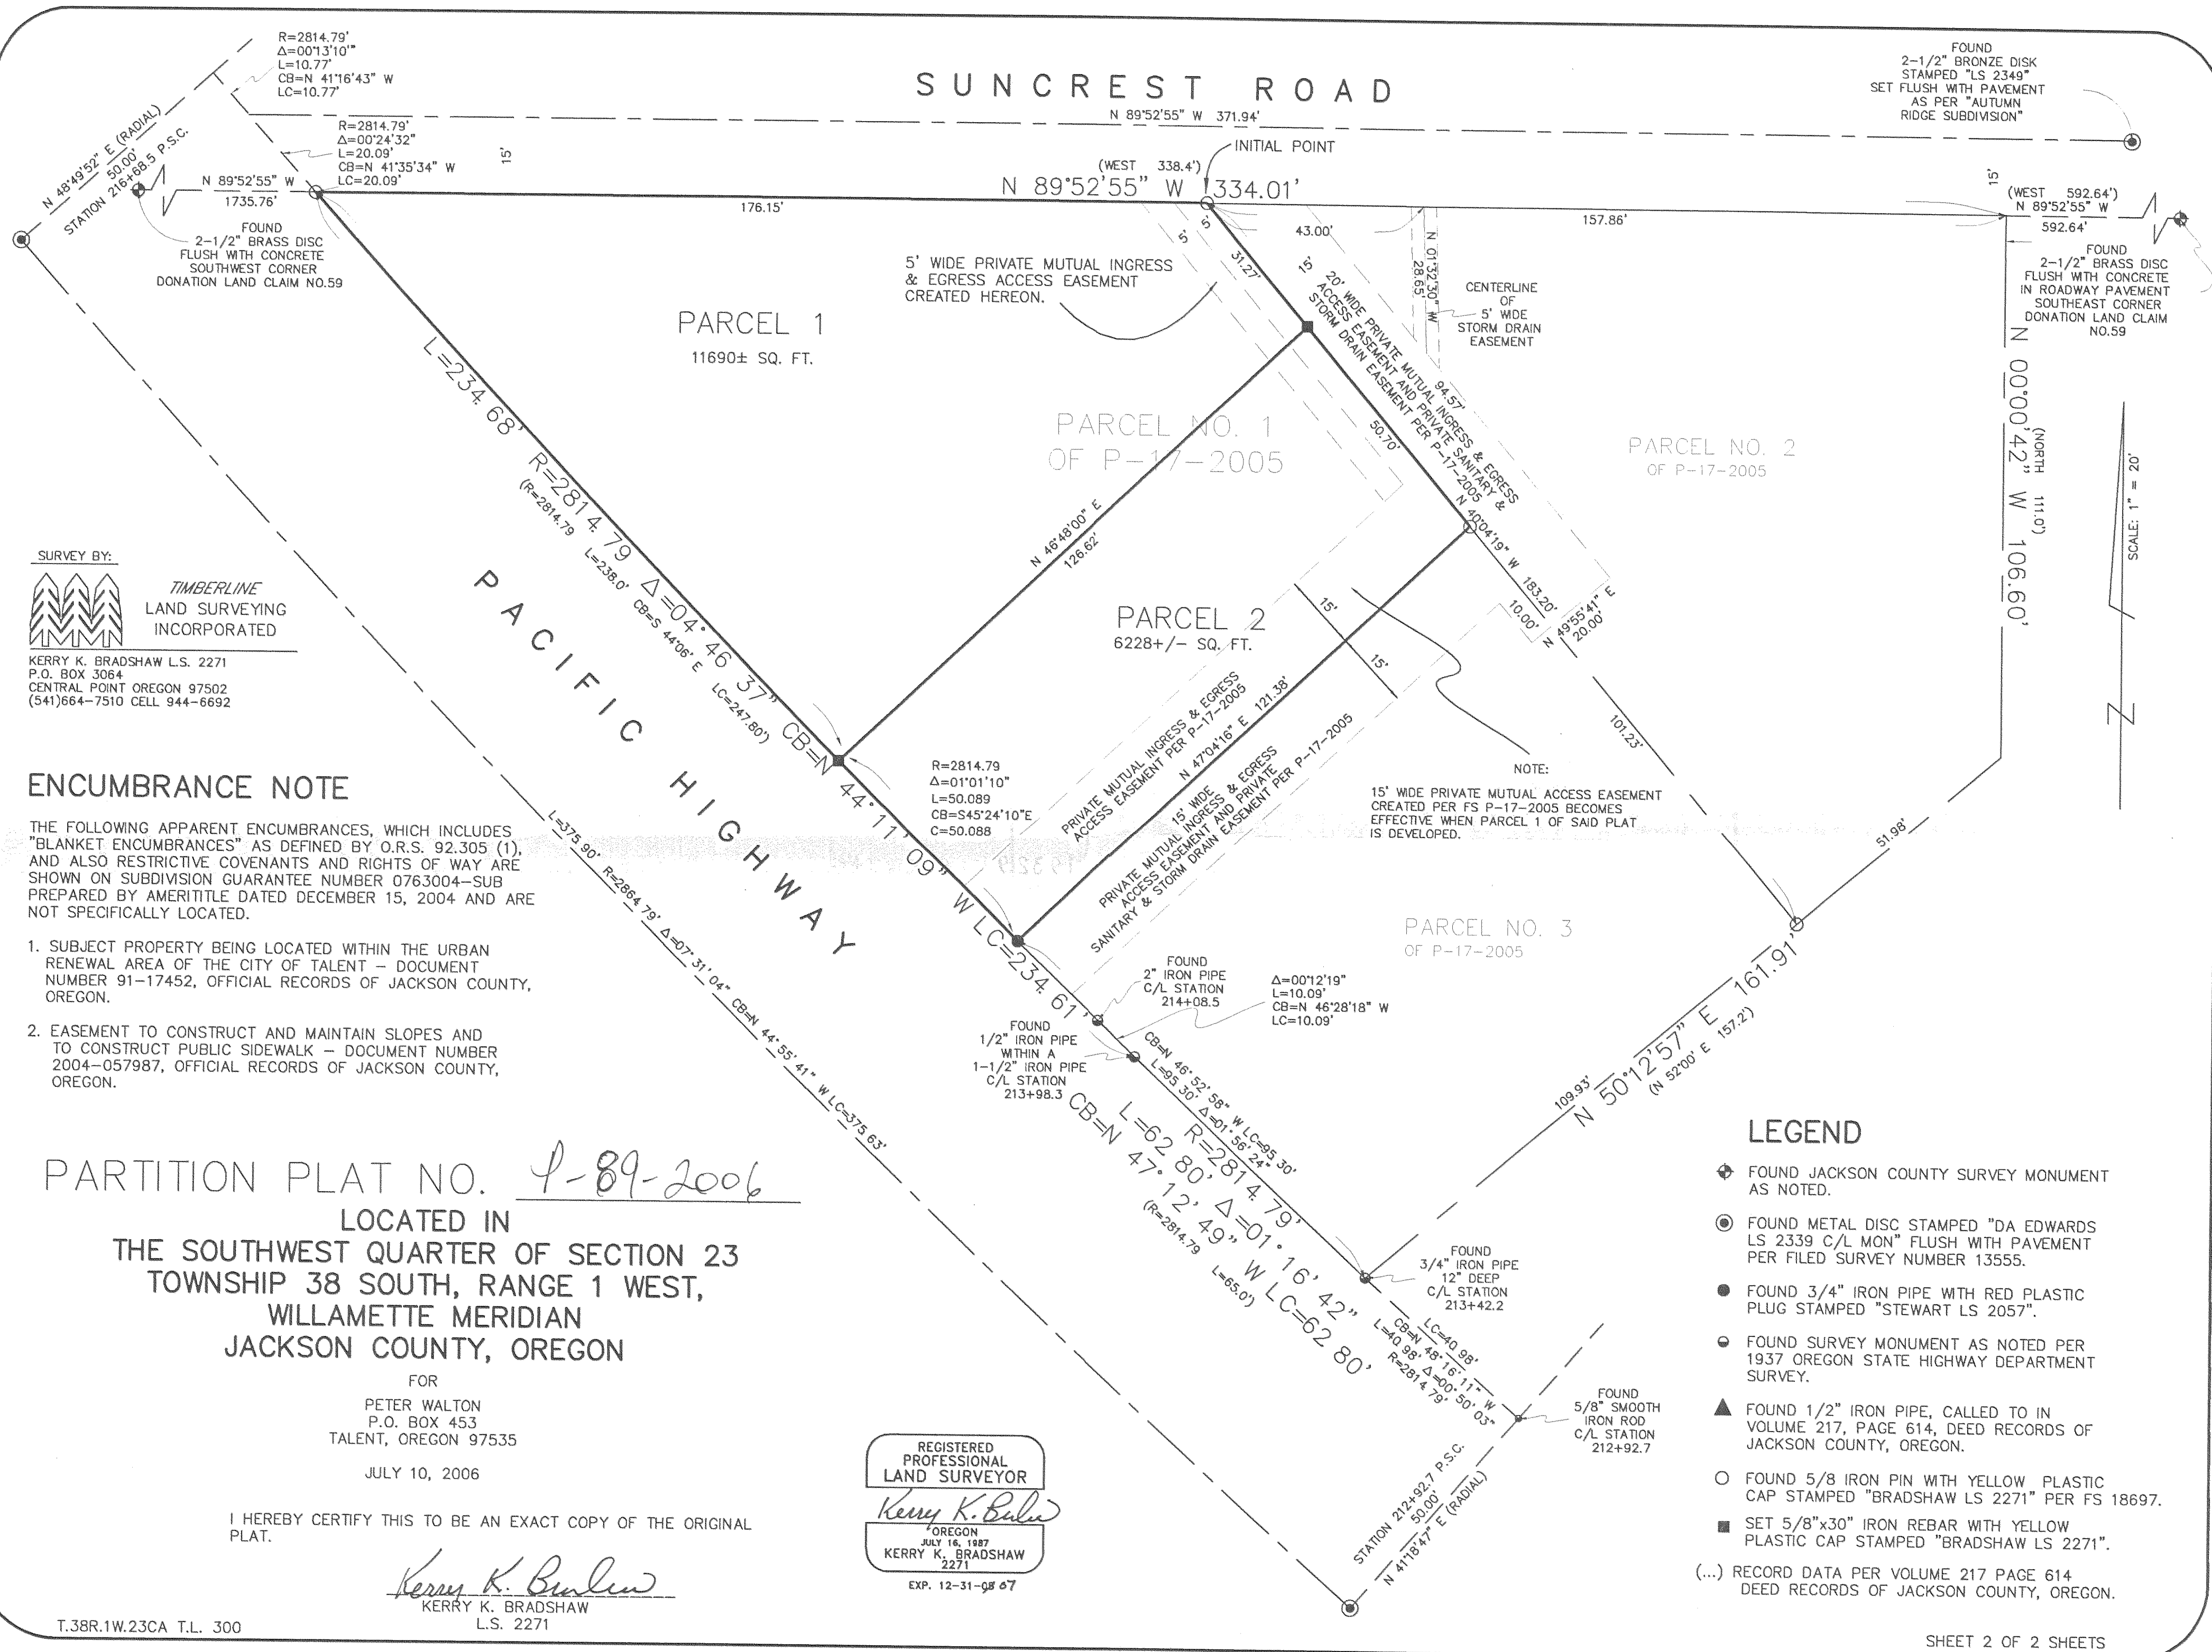 R=2814.79'
Δ=00°13'10"
L=10.77'
CB=N 41°16'43" W
LC=10.77'
SUNCREST ROAD
N 89°52'55" W 371.94'
FOUND
2-1/2" BRONZE DISK
STAMPED "LS 2349"
SET FLUSH WITH PAVEMENT
AS PER "AUTUMN
RIDGE SUBDIVISION"
N 48°49'52" E (RADIAL)
50.00'
STATION 216+68.5 P.S.C.
R=2814.79'
Δ=00°24'32"
L=20.09'
CB=N 41°35'34" W
LC=20.09'
15'
N 89°52'55" W
1735.76'
FOUND
2-1/2" BRASS DISC
FLUSH WITH CONCRETE
SOUTHWEST CORNER
DONATION LAND CLAIM NO.59
INITIAL POINT
(WEST 338.4')
N 89°52'55" W 334.01'
176.15'
157.86'
15'
(WEST 592.64')
N 89°52'55" W
592.64'
FOUND
2-1/2" BRASS DISC
FLUSH WITH CONCRETE
IN ROADWAY PAVEMENT
SOUTHEAST CORNER
DONATION LAND CLAIM
NO.59
5'
5'
43.00'
31.27'
15'
N 01°32'30" W
28.65'
CENTERLINE
OF
5' WIDE
STORM DRAIN
EASEMENT
5' WIDE PRIVATE MUTUAL INGRESS
& EGRESS ACCESS EASEMENT
CREATED HEREON.
PARCEL 1
11690± SQ. FT.
20' WIDE PRIVATE MUTUAL INGRESS & EGRESS
ACCESS EASEMENT AND PRIVATE SANITARY &
STORM DRAIN EASEMENT PER P-17-2005
94.57'
50.70'
PARCEL NO. 1
OF P-17-2005
PARCEL NO. 2
OF P-17-2005
N 00°00'42" W 106.60'
(NORTH 111.0')
SCALE: 1" = 20'
N
L=234.68' R=2814.79 Δ=04°46'37" CB=N 44°11'09" W LC=234.61'
(R=2814.79 L=238.0' CB=S 44°06' E LC=247.80')
N 46°48'00" E
126.62'
N 40°04'19" W 183.20'
10.00'
N 49°55'41" E
20.00'
101.23'
SURVEY BY:
TIMBERLINE
LAND SURVEYING
INCORPORATED
KERRY K. BRADSHAW L.S. 2271
P.O. BOX 3064
CENTRAL POINT OREGON 97502
(541)664-7510 CELL 944-6692
PACIFIC HIGHWAY
PARCEL 2
6228+/- SQ. FT.
15'
15'
PRIVATE MUTUAL INGRESS & EGRESS
ACCESS EASEMENT PER P-17-2005
N 47°04'16" E 121.38'
15' WIDE
PRIVATE MUTUAL INGRESS & EGRESS
ACCESS EASEMENT AND PRIVATE
SANITARY & STORM DRAIN EASEMENT PER P-17-2005
R=2814.79
Δ=01°01'10"
L=50.089
CB=S45°24'10"E
C=50.088
NOTE:
15' WIDE PRIVATE MUTUAL ACCESS EASEMENT
CREATED PER FS P-17-2005 BECOMES
EFFECTIVE WHEN PARCEL 1 OF SAID PLAT
IS DEVELOPED.
51.98'
ENCUMBRANCE NOTE
THE FOLLOWING APPARENT ENCUMBRANCES, WHICH INCLUDES
"BLANKET ENCUMBRANCES" AS DEFINED BY O.R.S. 92.305 (1),
AND ALSO RESTRICTIVE COVENANTS AND RIGHTS OF WAY ARE
SHOWN ON SUBDIVISION GUARANTEE NUMBER 0763004-SUB
PREPARED BY AMERITITLE DATED DECEMBER 15, 2004 AND ARE
NOT SPECIFICALLY LOCATED.
1. SUBJECT PROPERTY BEING LOCATED WITHIN THE URBAN
RENEWAL AREA OF THE CITY OF TALENT - DOCUMENT
NUMBER 91-17452, OFFICIAL RECORDS OF JACKSON COUNTY,
OREGON.
2. EASEMENT TO CONSTRUCT AND MAINTAIN SLOPES AND
TO CONSTRUCT PUBLIC SIDEWALK - DOCUMENT NUMBER
2004-057987, OFFICIAL RECORDS OF JACKSON COUNTY,
OREGON.
L=375.90' R=2864.79' Δ=07°31'04" CB=N 44°55'41" W LC=375.63'
PARCEL NO. 3
OF P-17-2005
FOUND
2" IRON PIPE
C/L STATION
214+08.5
Δ=00°12'19"
L=10.09'
CB=N 46°28'18" W
LC=10.09'
FOUND
1/2" IRON PIPE
WITHIN A
1-1/2" IRON PIPE
C/L STATION
213+98.3
CB=N 46°52'58" W LC=95.30'
L=95.30' Δ=01°56'24"
R=2814.79'
L=62.80' Δ=01°16'42"
CB=N 47°12'49" W LC=62.80'
(R=2814.79 L=65.0')
109.93'
N 50°12'57" E 161.91'
(N 52°00' E 157.2')
FOUND
3/4" IRON PIPE
12" DEEP
C/L STATION
213+42.2
LC=40.98'
CB=N 48°16'11" W
L=40.98' Δ=00°50'03"
R=2814.79'
FOUND
5/8" SMOOTH
IRON ROD
C/L STATION
212+92.7
STATION 212+92.7 P.S.C.
50.00'
N 41°18'47" E (RADIAL)
PARTITION PLAT NO. P-89-2006
LOCATED IN
THE SOUTHWEST QUARTER OF SECTION 23
TOWNSHIP 38 SOUTH, RANGE 1 WEST,
WILLAMETTE MERIDIAN
JACKSON COUNTY, OREGON
FOR
PETER WALTON
P.O. BOX 453
TALENT, OREGON 97535
JULY 10, 2006
I HEREBY CERTIFY THIS TO BE AN EXACT COPY OF THE ORIGINAL
PLAT.
KERRY K. BRADSHAW
L.S. 2271
REGISTERED
PROFESSIONAL
LAND SURVEYOR
OREGON
JULY 16, 1987
KERRY K. BRADSHAW
2271
EXP. 12-31-07
LEGEND
FOUND JACKSON COUNTY SURVEY MONUMENT
AS NOTED.
FOUND METAL DISC STAMPED "DA EDWARDS
LS 2339 C/L MON" FLUSH WITH PAVEMENT
PER FILED SURVEY NUMBER 13555.
FOUND 3/4" IRON PIPE WITH RED PLASTIC
PLUG STAMPED "STEWART LS 2057".
FOUND SURVEY MONUMENT AS NOTED PER
1937 OREGON STATE HIGHWAY DEPARTMENT
SURVEY.
FOUND 1/2" IRON PIPE, CALLED TO IN
VOLUME 217, PAGE 614, DEED RECORDS OF
JACKSON COUNTY, OREGON.
FOUND 5/8 IRON PIN WITH YELLOW PLASTIC
CAP STAMPED "BRADSHAW LS 2271" PER FS 18697.
SET 5/8"x30" IRON REBAR WITH YELLOW
PLASTIC CAP STAMPED "BRADSHAW LS 2271".
(...) RECORD DATA PER VOLUME 217 PAGE 614
DEED RECORDS OF JACKSON COUNTY, OREGON.
T.38R.1W.23CA T.L. 300
SHEET 2 OF 2 SHEETS